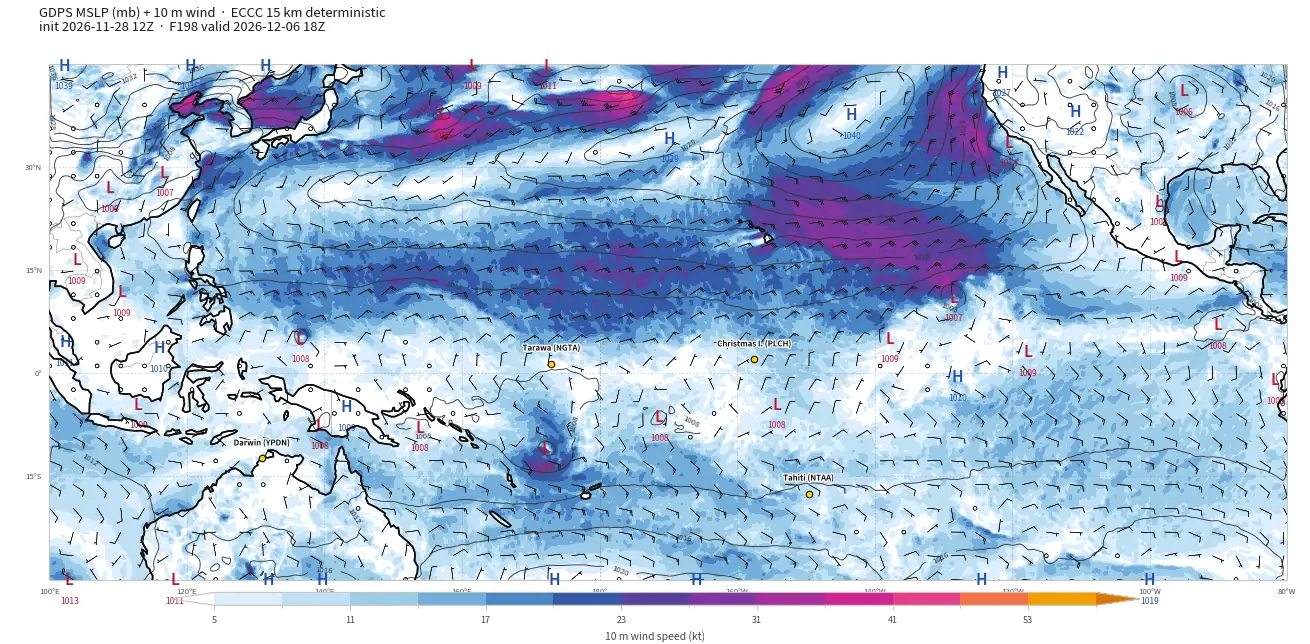 GDPS MSLP (mb) + 10 m wind · ECCC 15 km deterministic
init 2026-11-28 12Z · F198 valid 2026-12-06 18Z
H H H L L H
1039 1009 1011 1027
H 1040
H 1022
L 1006
H 1029
30°N
L 1007
L
L
L 1009
L 1009
15°N
L 1009
L 1007
L 1008
H
H 1010
L 1008
L 1009
L 1009
Tarawa (NGTA)
Christmas I. (PLCH)
0°
H 1010
L
L
H 1009
L 1008
L 1008
L 1008
L 1008
L
Darwin (YPDN)
15°S
Tahiti (NTAA)
1012
1016
1020
L L H H H H H H
100°E 120°E 140°E 160°E 180° 160°W 140°W 120°W 100°W 80°W
1013 1011 1019
5 11 17 23 31 41 53
10 m wind speed (kt)